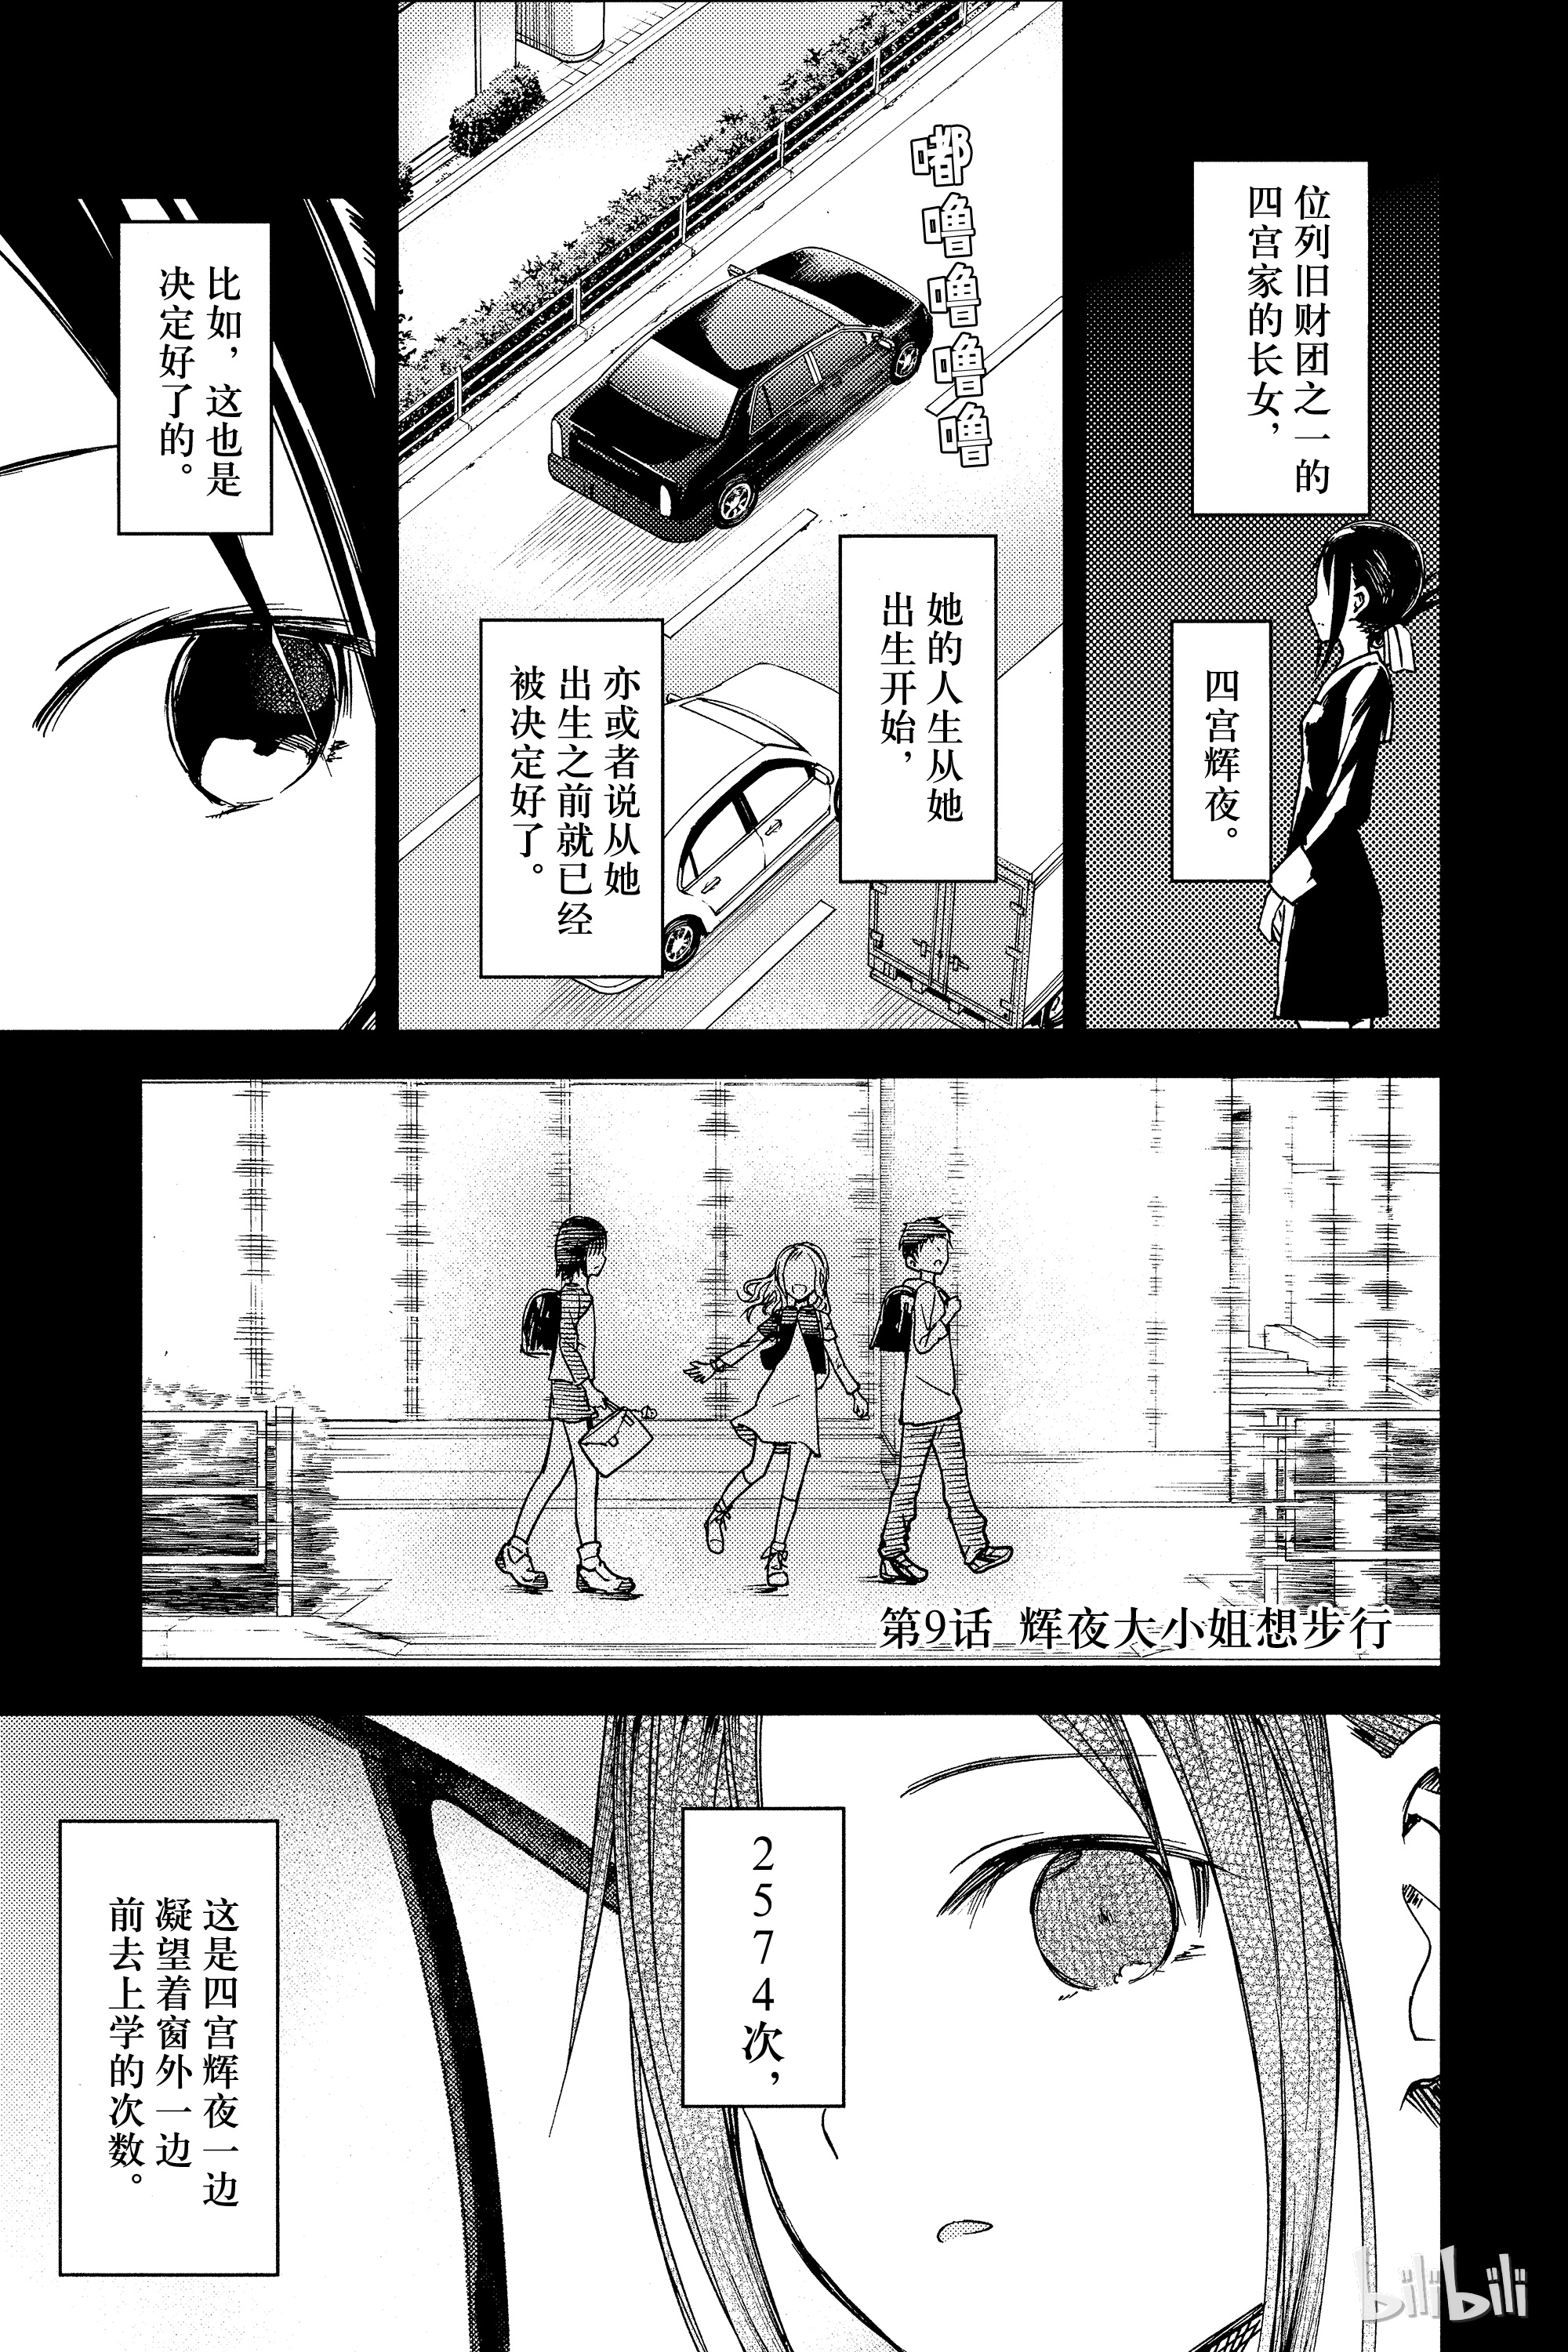 位列旧财团之一的
四宫家的长女，
四宫辉夜。
嘟噜噜噜噜
她的人生从她
出生开始，
亦或者说从她
出生之前就已经
被决定好了。
比如，这也是
决定好了的。
第9话 辉夜大小姐想步行
2574次，
这是四宫辉夜一边
凝望着窗外一边
前去上学的次数。
bilibili